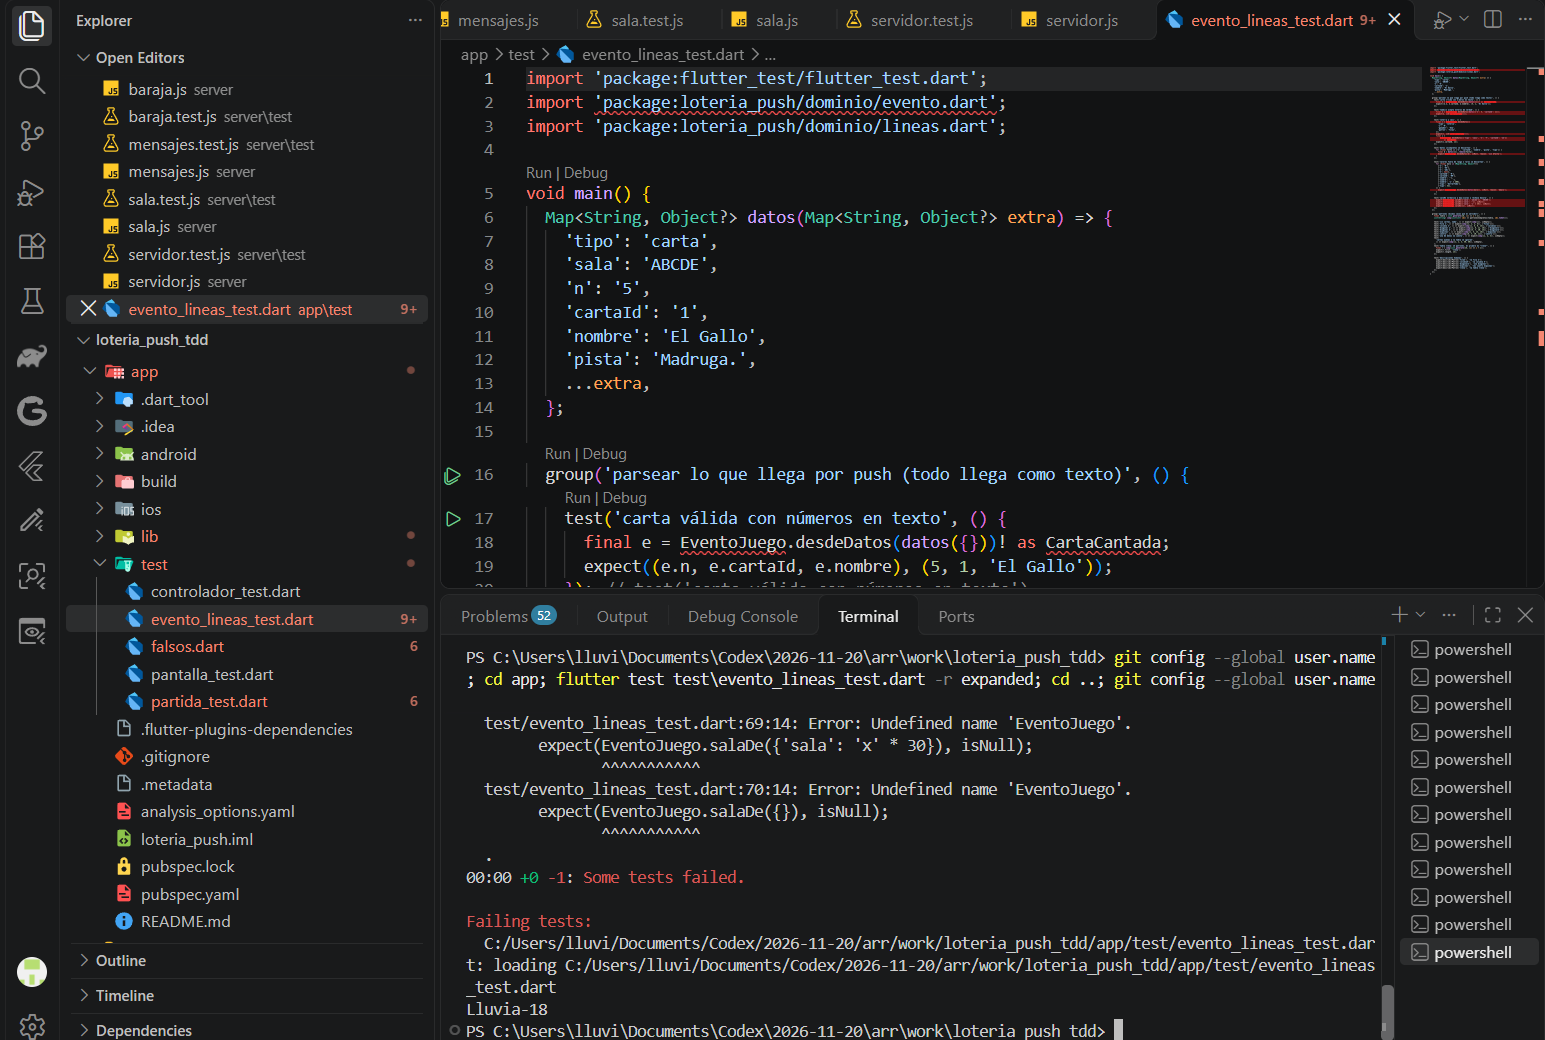 Explorer
Open Editors
baraja.js server
baraja.test.js server\test
mensajes.test.js server\test
mensajes.js server
sala.test.js server\test
sala.js server
servidor.test.js server\test
servidor.js server
evento_lineas_test.dart app\test 9+
loteria_push_tdd
app
.dart_tool
.idea
android
build
ios
lib
test
controlador_test.dart
evento_lineas_test.dart 9+
falsos.dart 6
pantalla_test.dart
partida_test.dart 6
.flutter-plugins-dependencies
.gitignore
.metadata
analysis_options.yaml
loteria_push.iml
pubspec.lock
pubspec.yaml
README.md
Outline
Timeline
Dependencies
mensajes.js sala.test.js sala.js servidor.test.js servidor.js evento_lineas_test.dart 9+
app > test > evento_lineas_test.dart > ...
1 import 'package:flutter_test/flutter_test.dart';
2 import 'package:loteria_push/dominio/evento.dart';
3 import 'package:loteria_push/dominio/lineas.dart';
4
Run | Debug
5 void main() {
6 Map<String, Object?> datos(Map<String, Object?> extra) => {
7 'tipo': 'carta',
8 'sala': 'ABCDE',
9 'n': '5',
10 'cartaId': '1',
11 'nombre': 'El Gallo',
12 'pista': 'Madruga.',
13 ...extra,
14 };
15
Run | Debug
16 group('parsear lo que llega por push (todo llega como texto)', () {
Run | Debug
17 test('carta válida con números en texto', () {
18 final e = EventoJuego.desdeDatos(datos({}))! as CartaCantada;
19 expect((e.n, e.cartaId, e.nombre), (5, 1, 'El Gallo'));
20 }); // test('carta válida con números en texto')
Problems 52 Output Debug Console Terminal Ports
PS C:\Users\lluvi\Documents\Codex\2026-11-20\arr\work\loteria_push_tdd> git config --global user.name
; cd app; flutter test test\evento_lineas_test.dart -r expanded; cd ..; git config --global user.name
test/evento_lineas_test.dart:69:14: Error: Undefined name 'EventoJuego'.
expect(EventoJuego.salaDe({'sala': 'x' * 30}), isNull);
^^^^^^^^^^^
test/evento_lineas_test.dart:70:14: Error: Undefined name 'EventoJuego'.
expect(EventoJuego.salaDe({}), isNull);
^^^^^^^^^^^
.
00:00 +0 -1: Some tests failed.
Failing tests:
C:/Users/lluvi/Documents/Codex/2026-11-20/arr/work/loteria_push_tdd/app/test/evento_lineas_test.dar
t: loading C:/Users/lluvi/Documents/Codex/2026-11-20/arr/work/loteria_push_tdd/app/test/evento_lineas
_test.dart
Lluvia-18
PS C:\Users\lluvi\Documents\Codex\2026-11-20\arr\work\loteria_push_tdd>
powershell
powershell
powershell
powershell
powershell
powershell
powershell
powershell
powershell
powershell
powershell
powershell